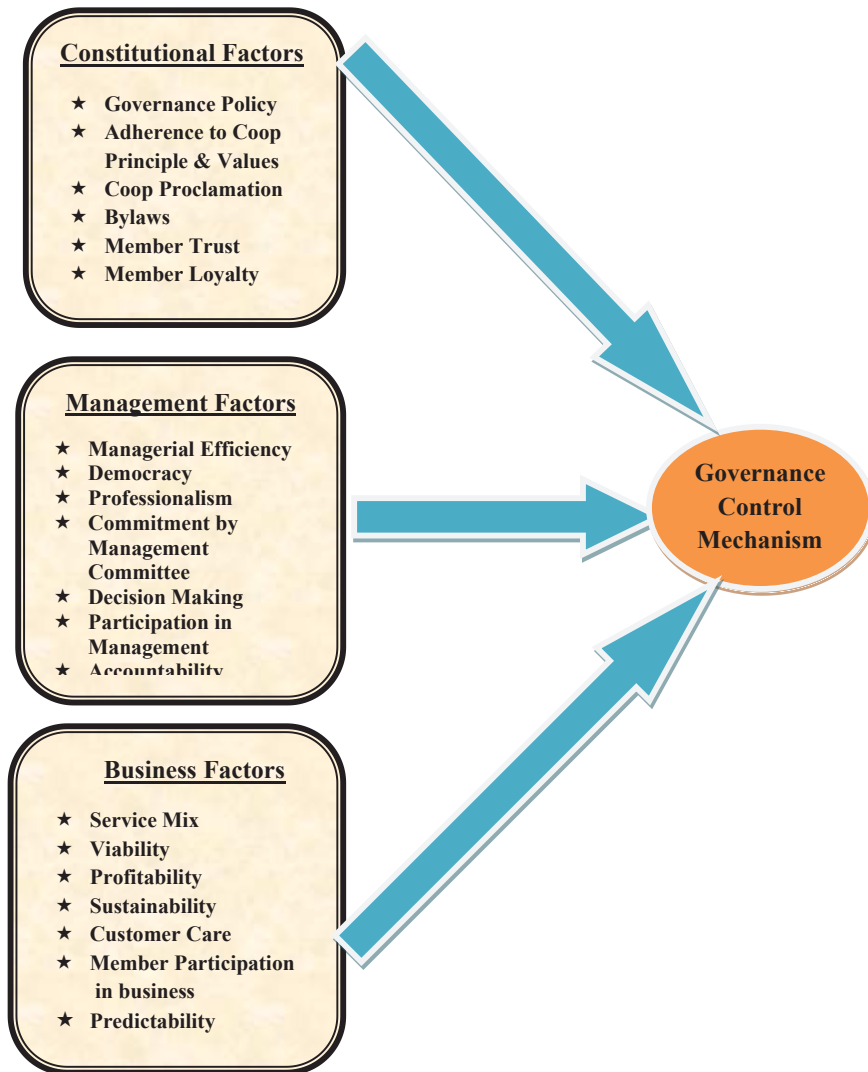 Constitutional Factors
★ Governance Policy
★ Adherence to Coop
Principle & Values
★ Coop Proclamation
★ Bylaws
★ Member Trust
★ Member Loyalty
Management Factors
★ Managerial Efficiency
★ Democracy
★ Professionalism
★ Commitment by
Management
Committee
★ Decision Making
★ Participation in
Management
★ Accountability
Governance
Control
Mechanism
Business Factors
★ Service Mix
★ Viability
★ Profitability
★ Sustainability
★ Customer Care
★ Member Participation
in business
★ Predictability